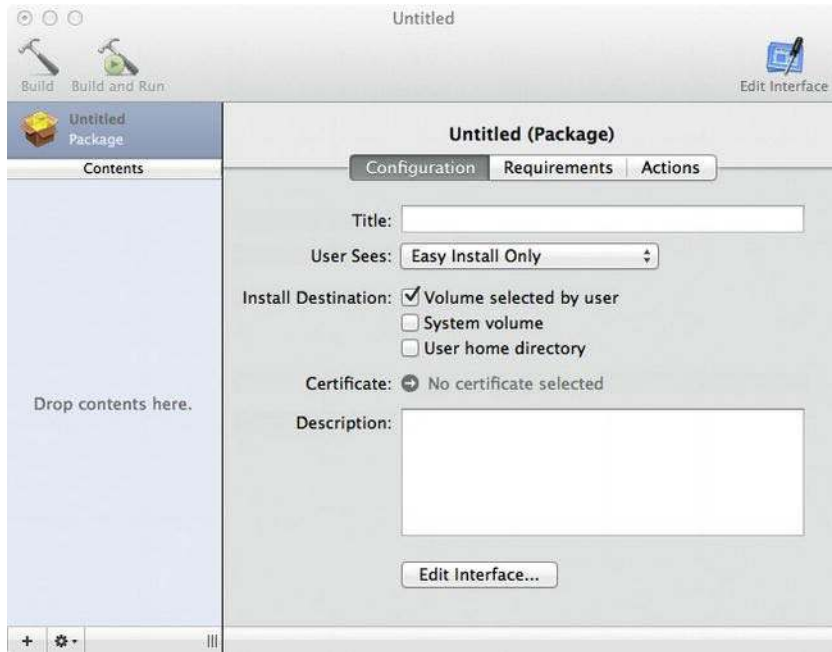 Untitled
Build
Build and Run
Edit Interface
Untitled
Package
Contents
Drop contents here.
Untitled (Package)
Configuration
Requirements
Actions
Title:
User Sees: Easy Install Only
Install Destination: Volume selected by user
System volume
User home directory
Certificate: No certificate selected
Description:
Edit Interface...